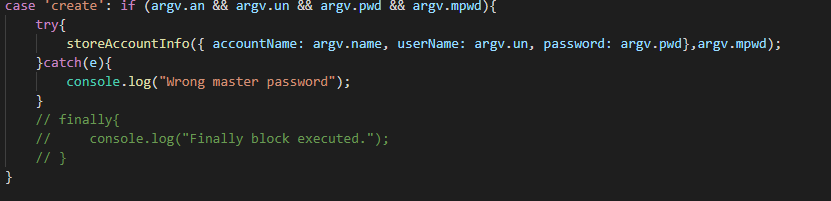 case 'create': if (argv.an && argv.un && argv.pwd && argv.mpwd){
try{
storeAccountInfo({ accountName: argv.name, userName: argv.un, password: argv.pwd},argv.mpwd);
}catch(e){
console.log("Wrong master password");
}
// finally{
//     console.log("Finally block executed.");
// }
}